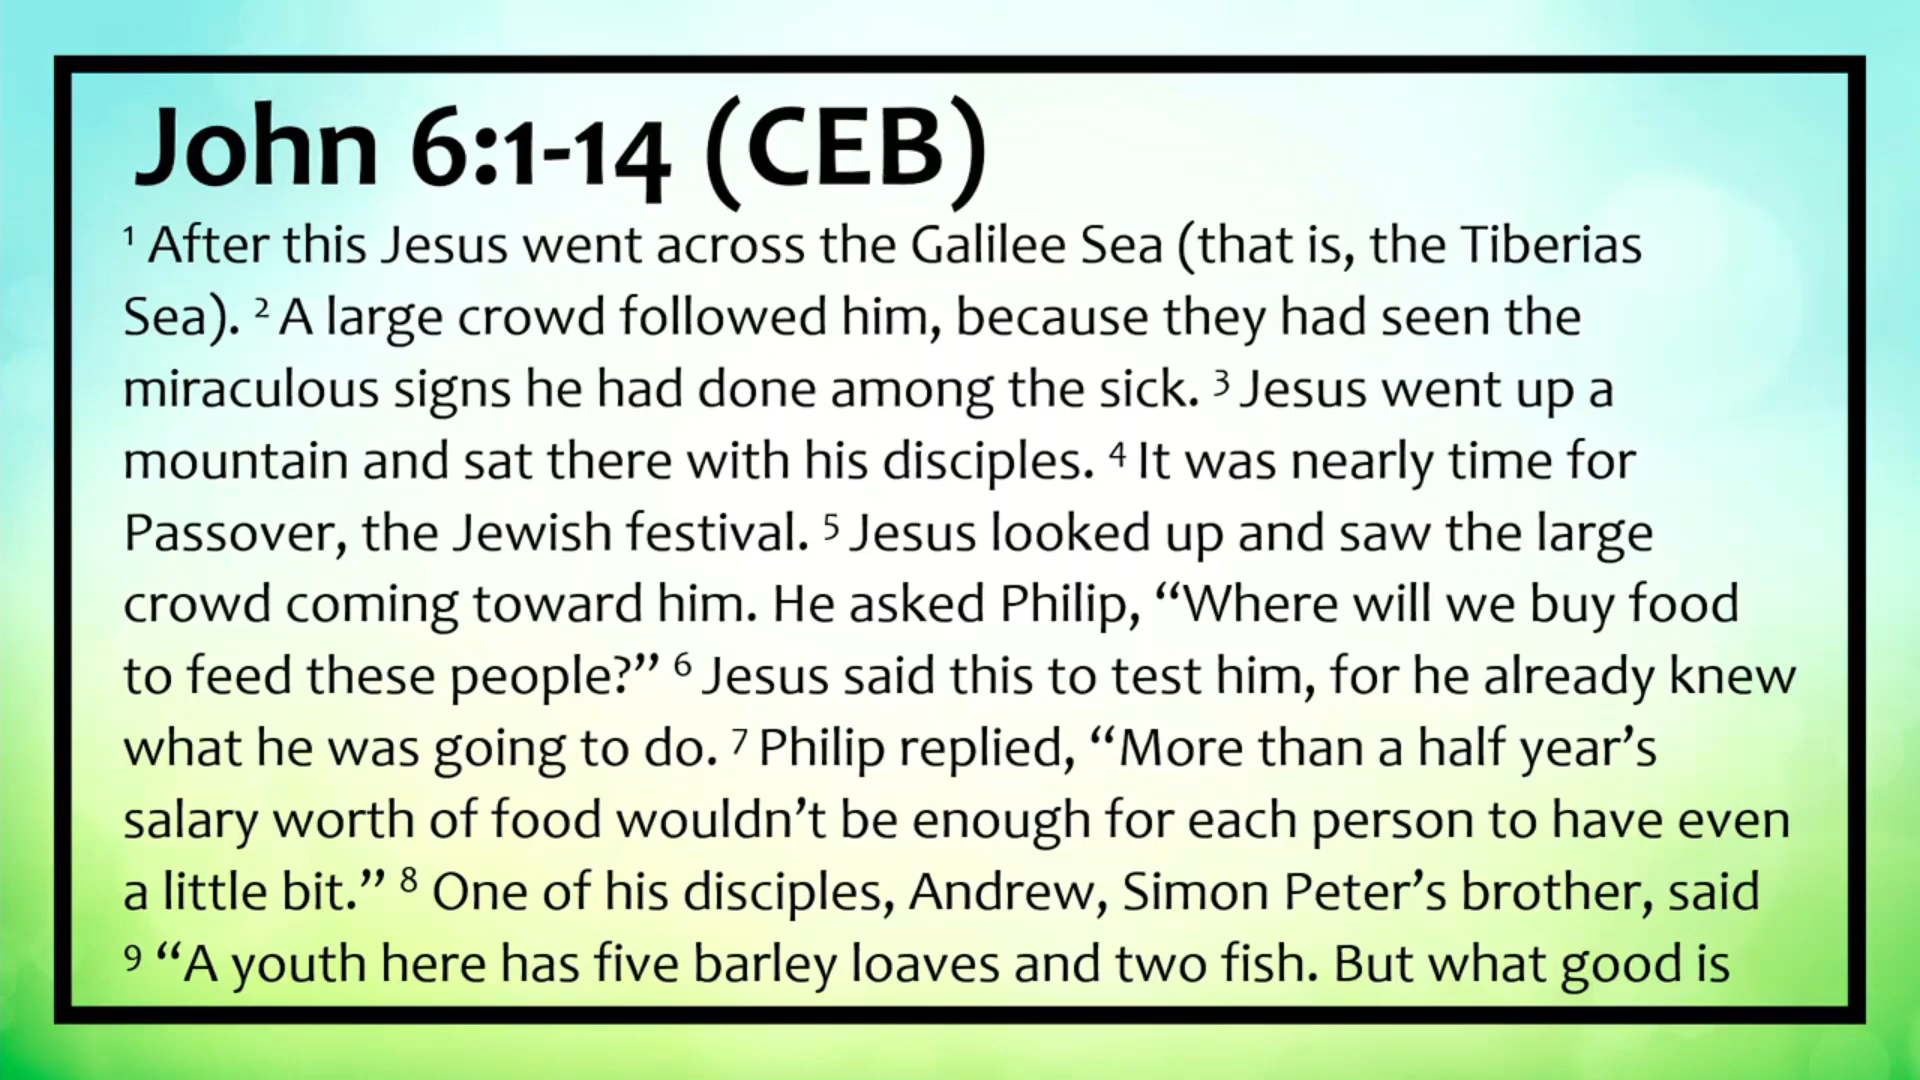 John 6:1-14 (CEB)
¹ After this Jesus went across the Galilee Sea (that is, the Tiberias
Sea). ² A large crowd followed him, because they had seen the
miraculous signs he had done among the sick. ³ Jesus went up a
mountain and sat there with his disciples. ⁴ It was nearly time for
Passover, the Jewish festival. ⁵ Jesus looked up and saw the large
crowd coming toward him. He asked Philip, “Where will we buy food
to feed these people?” ⁶ Jesus said this to test him, for he already knew
what he was going to do. ⁷ Philip replied, “More than a half year’s
salary worth of food wouldn’t be enough for each person to have even
a little bit.” ⁸ One of his disciples, Andrew, Simon Peter’s brother, said
⁹ “A youth here has five barley loaves and two fish. But what good is